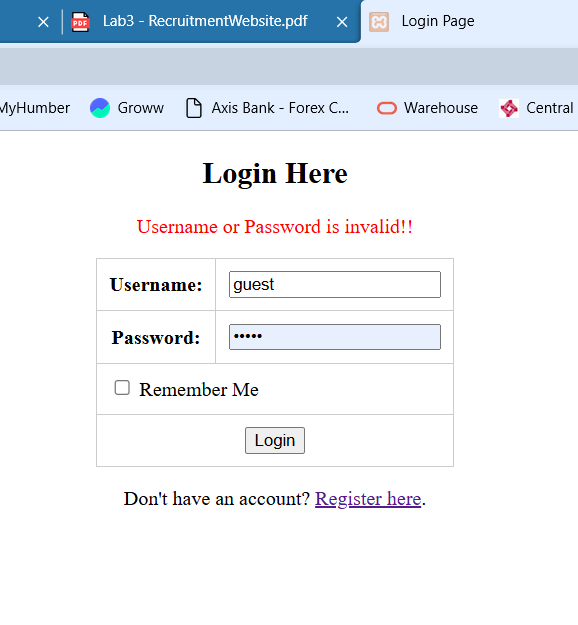 Lab3 - RecruitmentWebsite.pdf Login Page
MyHumber Groww Axis Bank - Forex C... Warehouse Central
Login Here
Username or Password is invalid!!
Username: guest
Password: •••••
Remember Me
Login
Don't have an account? Register here.